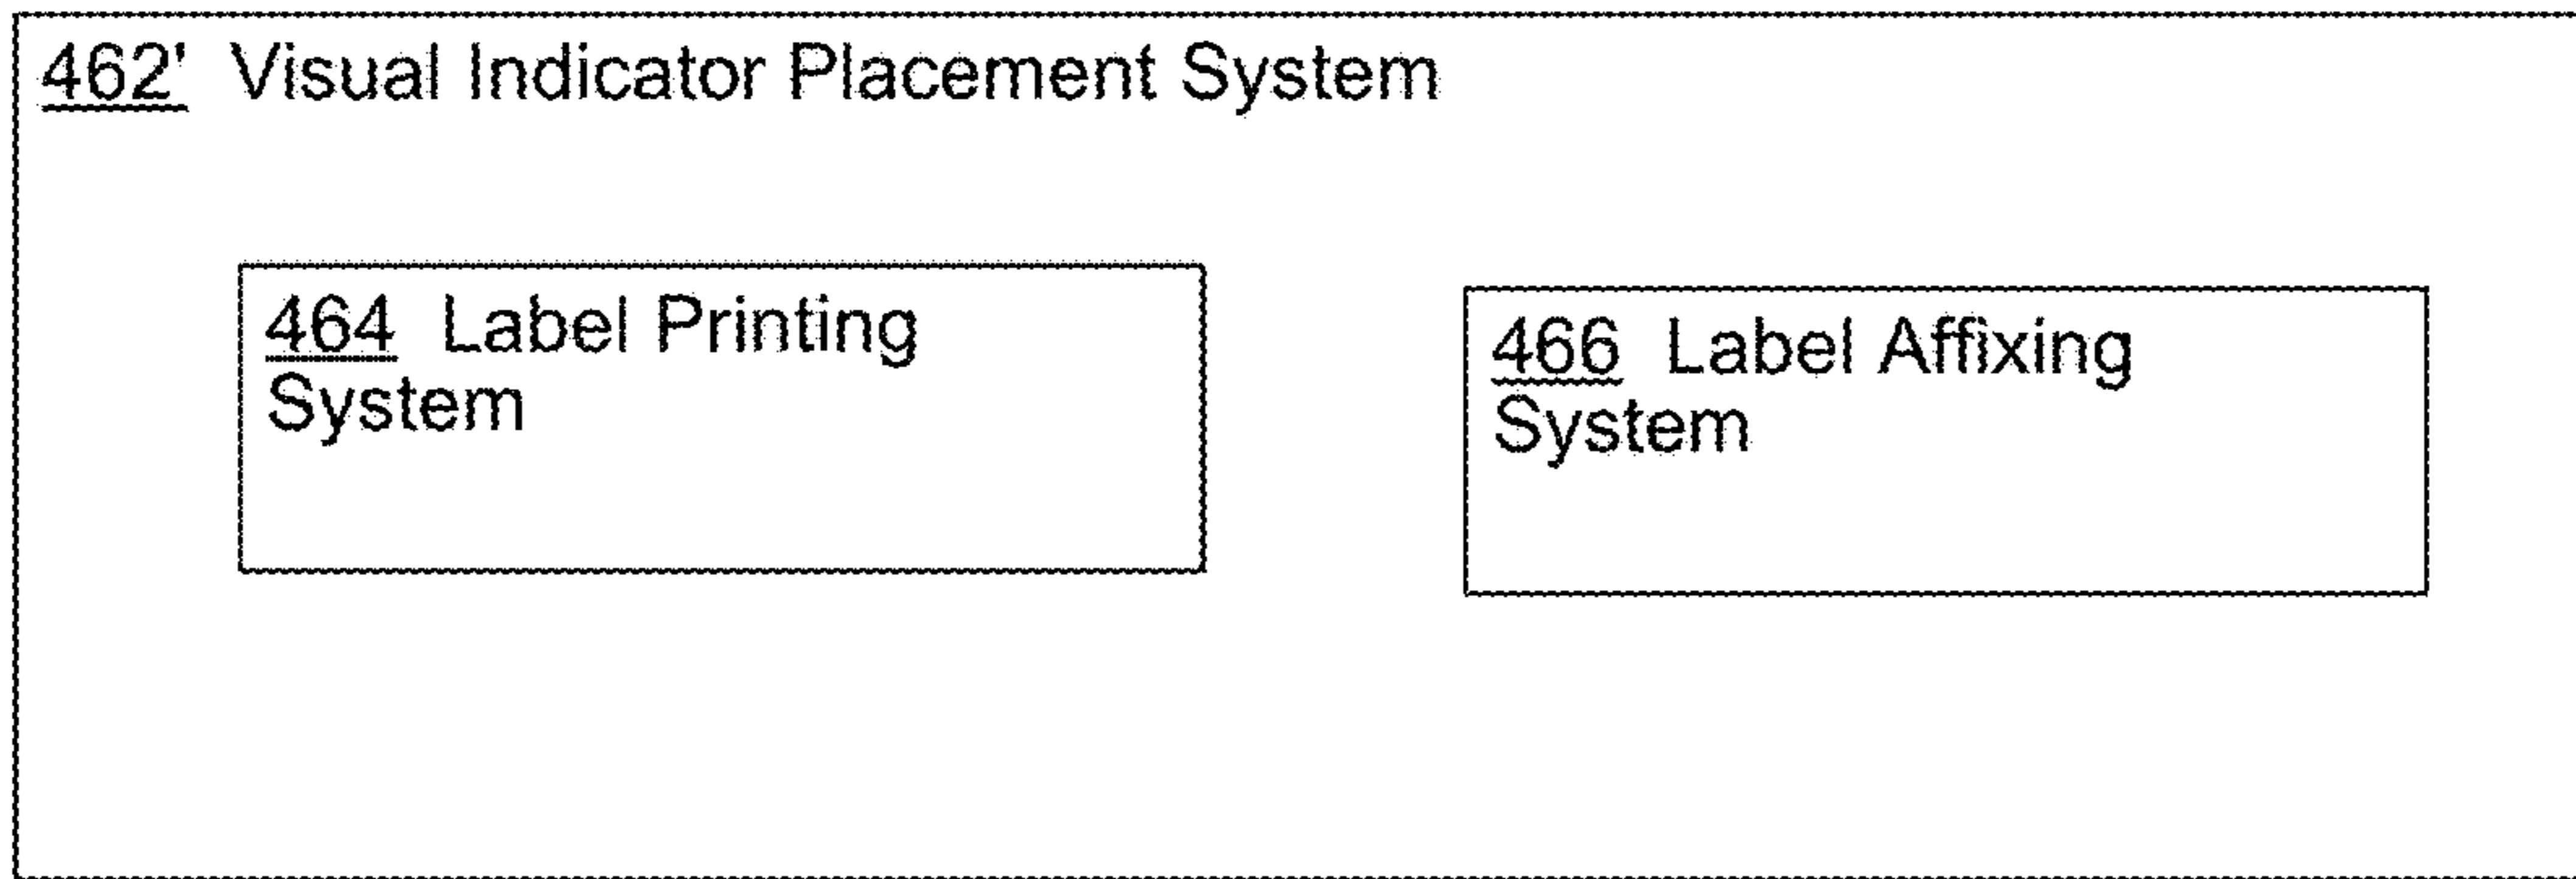 462' Visual Indicator Placement System
464 Label Printing
System
466 Label Affixing
System